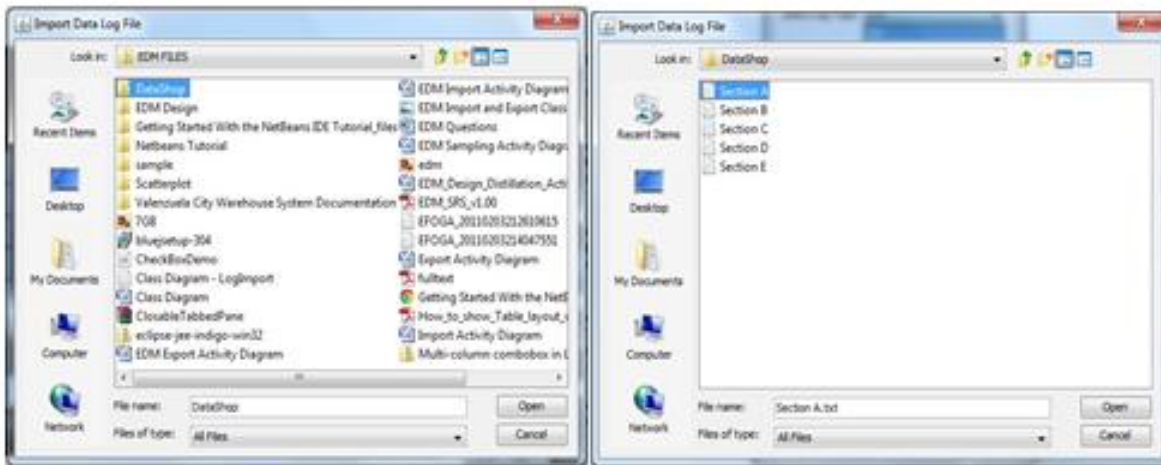 Import Data Log File
Look in: EDM FILES
Recent Items
Desktop
My Documents
Computer
Network
DataShop
EDM Design
Getting Started With the NetBeans IDE Tutorial_files
Netbeans Tutorial
sample
Scatterplot
Valenzuela City Warehouse System Documentation
7GB
bluejsetup-304
CheckBoxDemo
Class Diagram - LogImport
Class Diagram
ClosableTabbedPane
eclipse-jee-indigo-win32
EDM Export Activity Diagram
EDM Import Activity Diagram
EDM Import and Export Class
EDM Questions
EDM Sampling Activity Diagr
edm
EDM_Design_Distillation_Acti
EDM_SRS_v1.00
EFOGA_20110203212610615
EFOGA_20110203214047551
Export Activity Diagram
fulltext
Getting Started With the NetB
How_to_show_Table_layout_
Import Activity Diagram
Multi-column combobox in
File name: DataShop
Open
Files of type: All Files
Cancel
Import Data Log File
Look in: DataShop
Recent Items
Desktop
My Documents
Computer
Network
Section A
Section B
Section C
Section D
Section E
File name: Section A.txt
Open
Files of type: All Files
Cancel